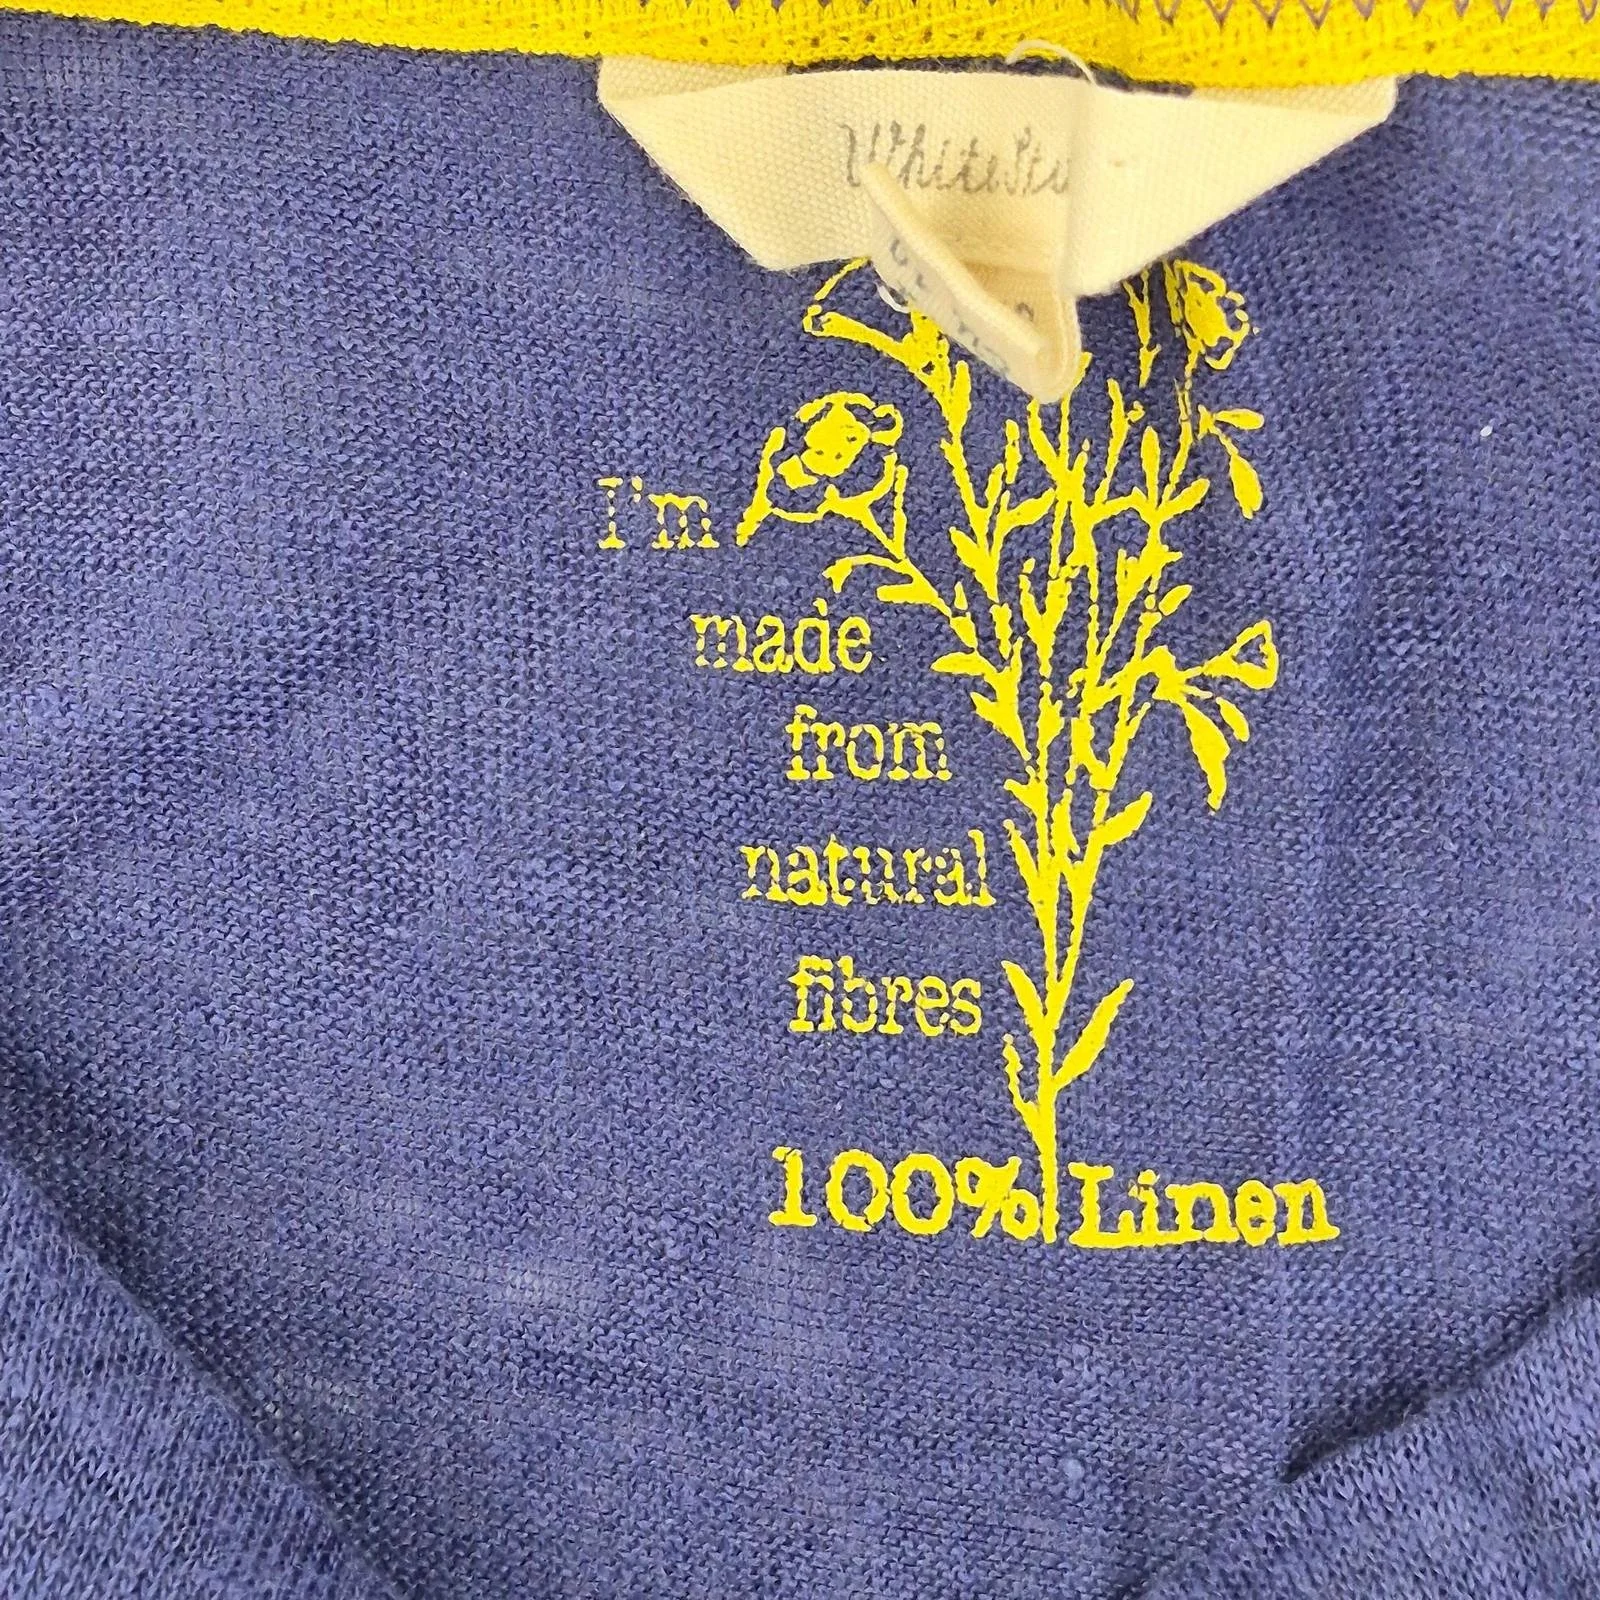 I'm
made
from
natural
fibres
100% Linen